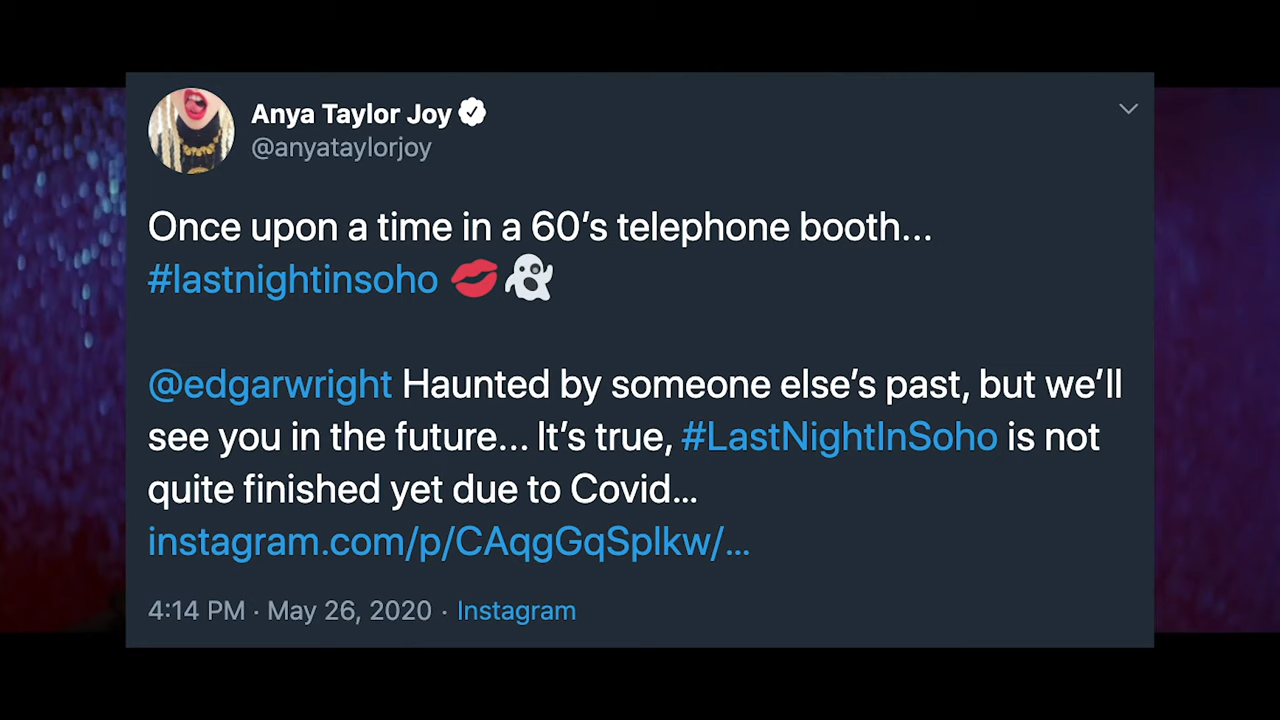 Anya Taylor Joy
@anyataylorjoy
Once upon a time in a 60’s telephone booth...
#lastnightinsoho 💋👻
@edgarwright Haunted by someone else’s past, but we’ll
see you in the future... It’s true, #LastNightInSoho is not
quite finished yet due to Covid...
instagram.com/p/CAqgGqSplkw/...
4:14 PM · May 26, 2020 · Instagram